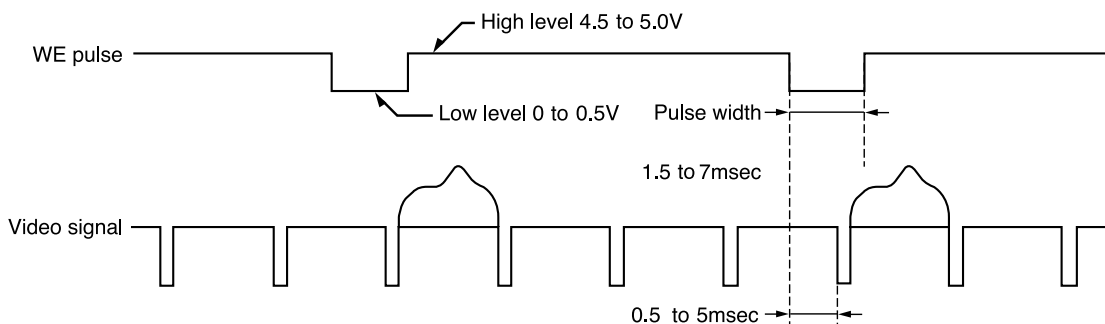 High level 4.5 to 5.0V
WE pulse
Low level 0 to 0.5V
Pulse width
1.5 to 7msec
Video signal
0.5 to 5msec